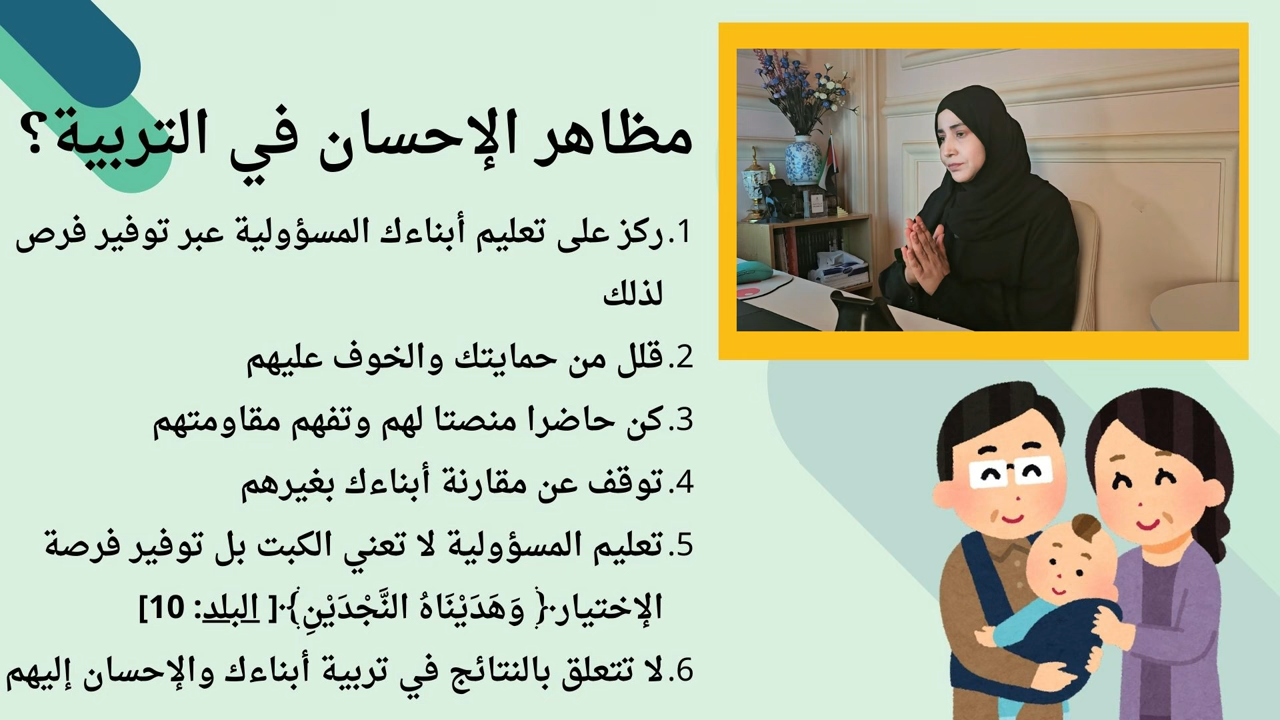 مظاهر الإحسان في التربية؟
1. ركز على تعليم أبناءك المسؤولية عبر توفير فرص
لذلك
2. قلل من حمايتك والخوف عليهم
3. كن حاضرا منصتا لهم وتفهم مقاومتهم
4. توقف عن مقارنة أبناءك بغيرهم
5. تعليم المسؤولية لا تعني الكبت بل توفير فرصة
الإختيار ﴿ وَهَدَيْنَاهُ النَّجْدَيْنِ﴾ [ البلد: 10]
6. لا تتعلق بالنتائج في تربية أبناءك والإحسان إليهم